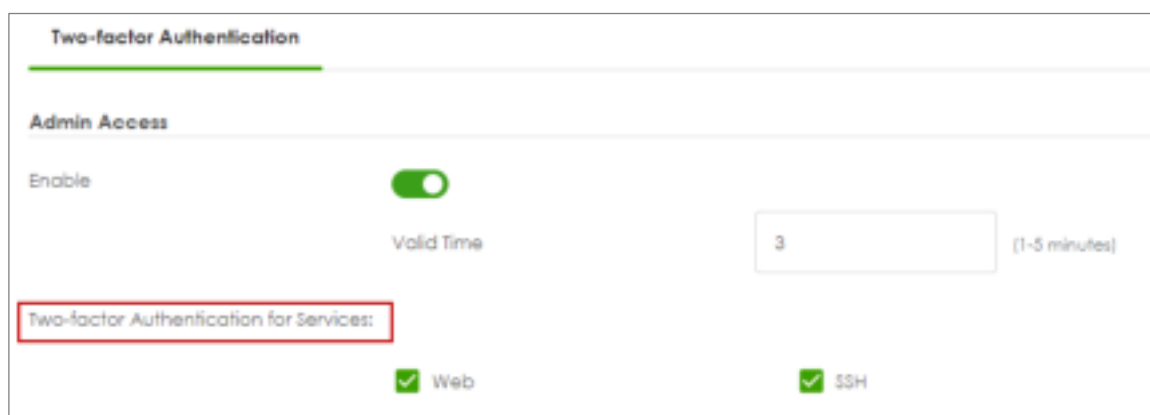 Two-factor Authentication
Admin Access
Enable
Valid Time 3 (1-5 minutes)
Two-factor Authentication for Services:
Web SSH